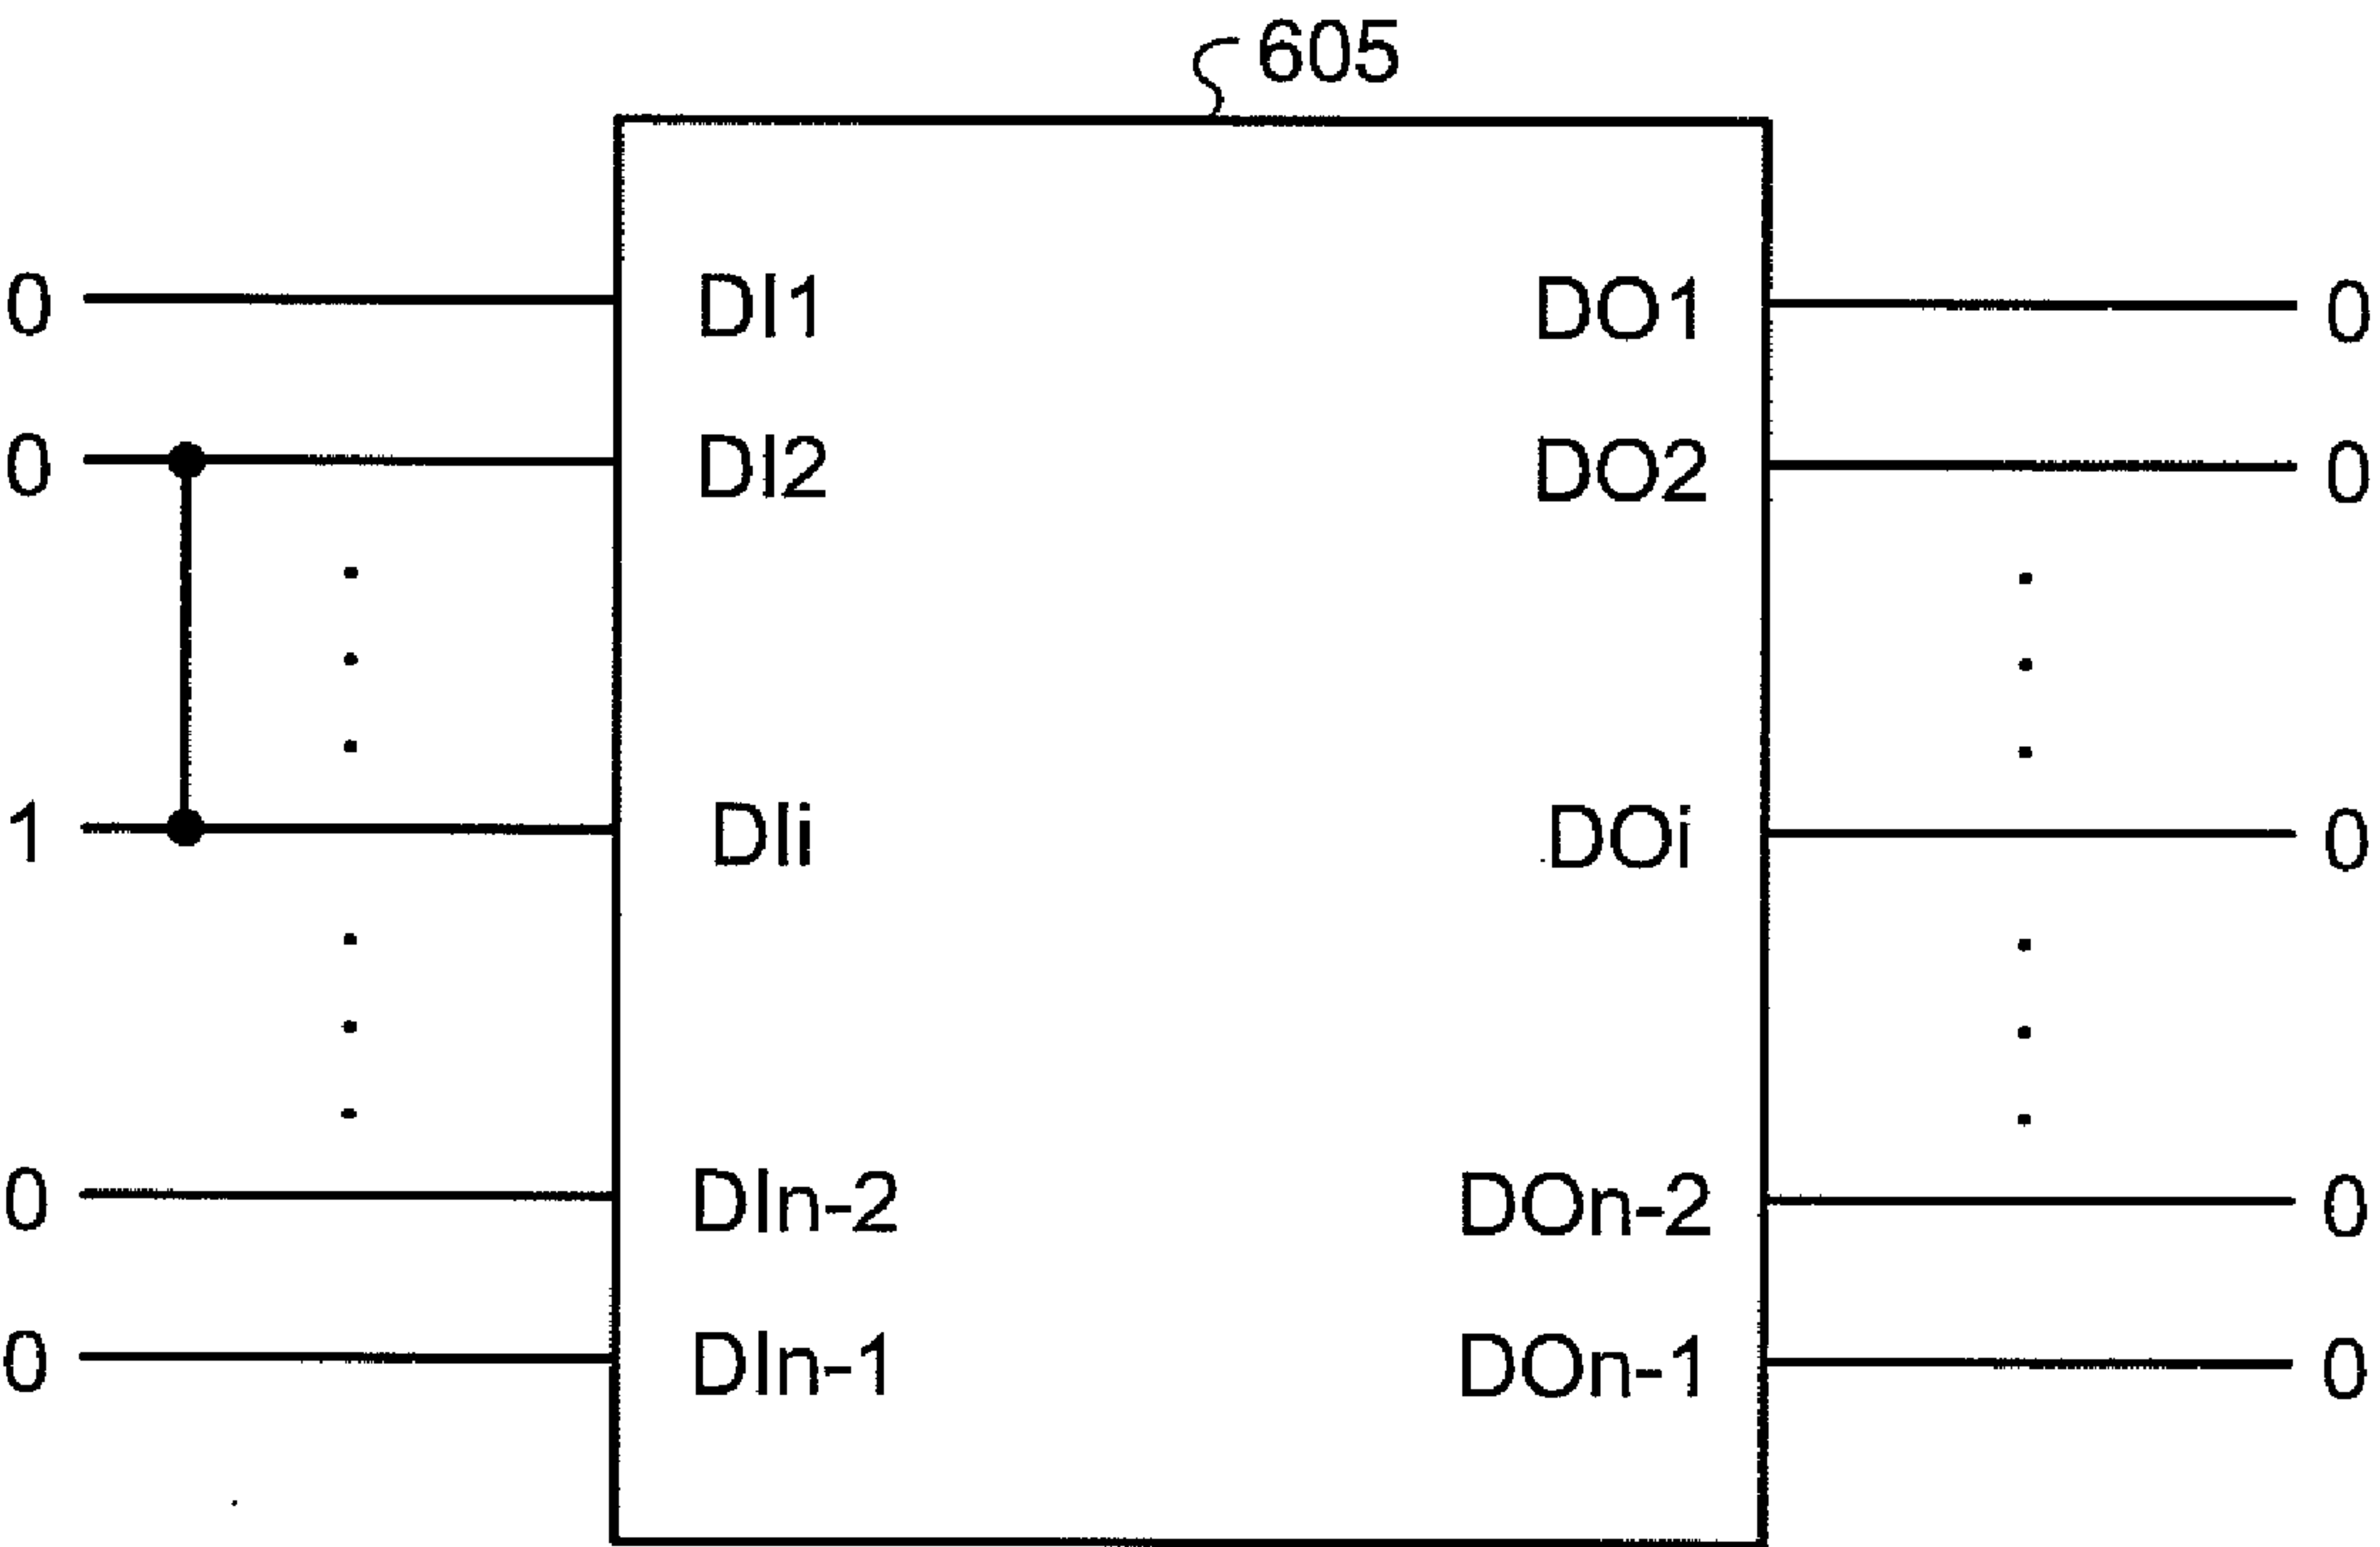 605
0 DI1 DO1 0
0 DI2 DO2 0
1 DIi DOi 0
0 DIn-2 DOn-2 0
0 DIn-1 DOn-1 0